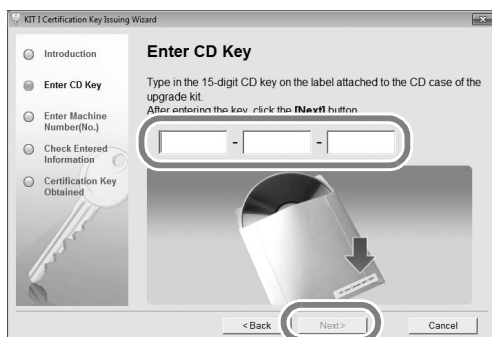 KIT I Certification Key Issuing Wizard
Introduction
Enter CD Key
Enter Machine
Number(No.)
Check Entered
Information
Certification Key
Obtained
Enter CD Key
Type in the 15-digit CD key on the label attached to the CD case of the
upgrade kit.
After entering the key, click the [Next] button.
- -
< Back Next > Cancel